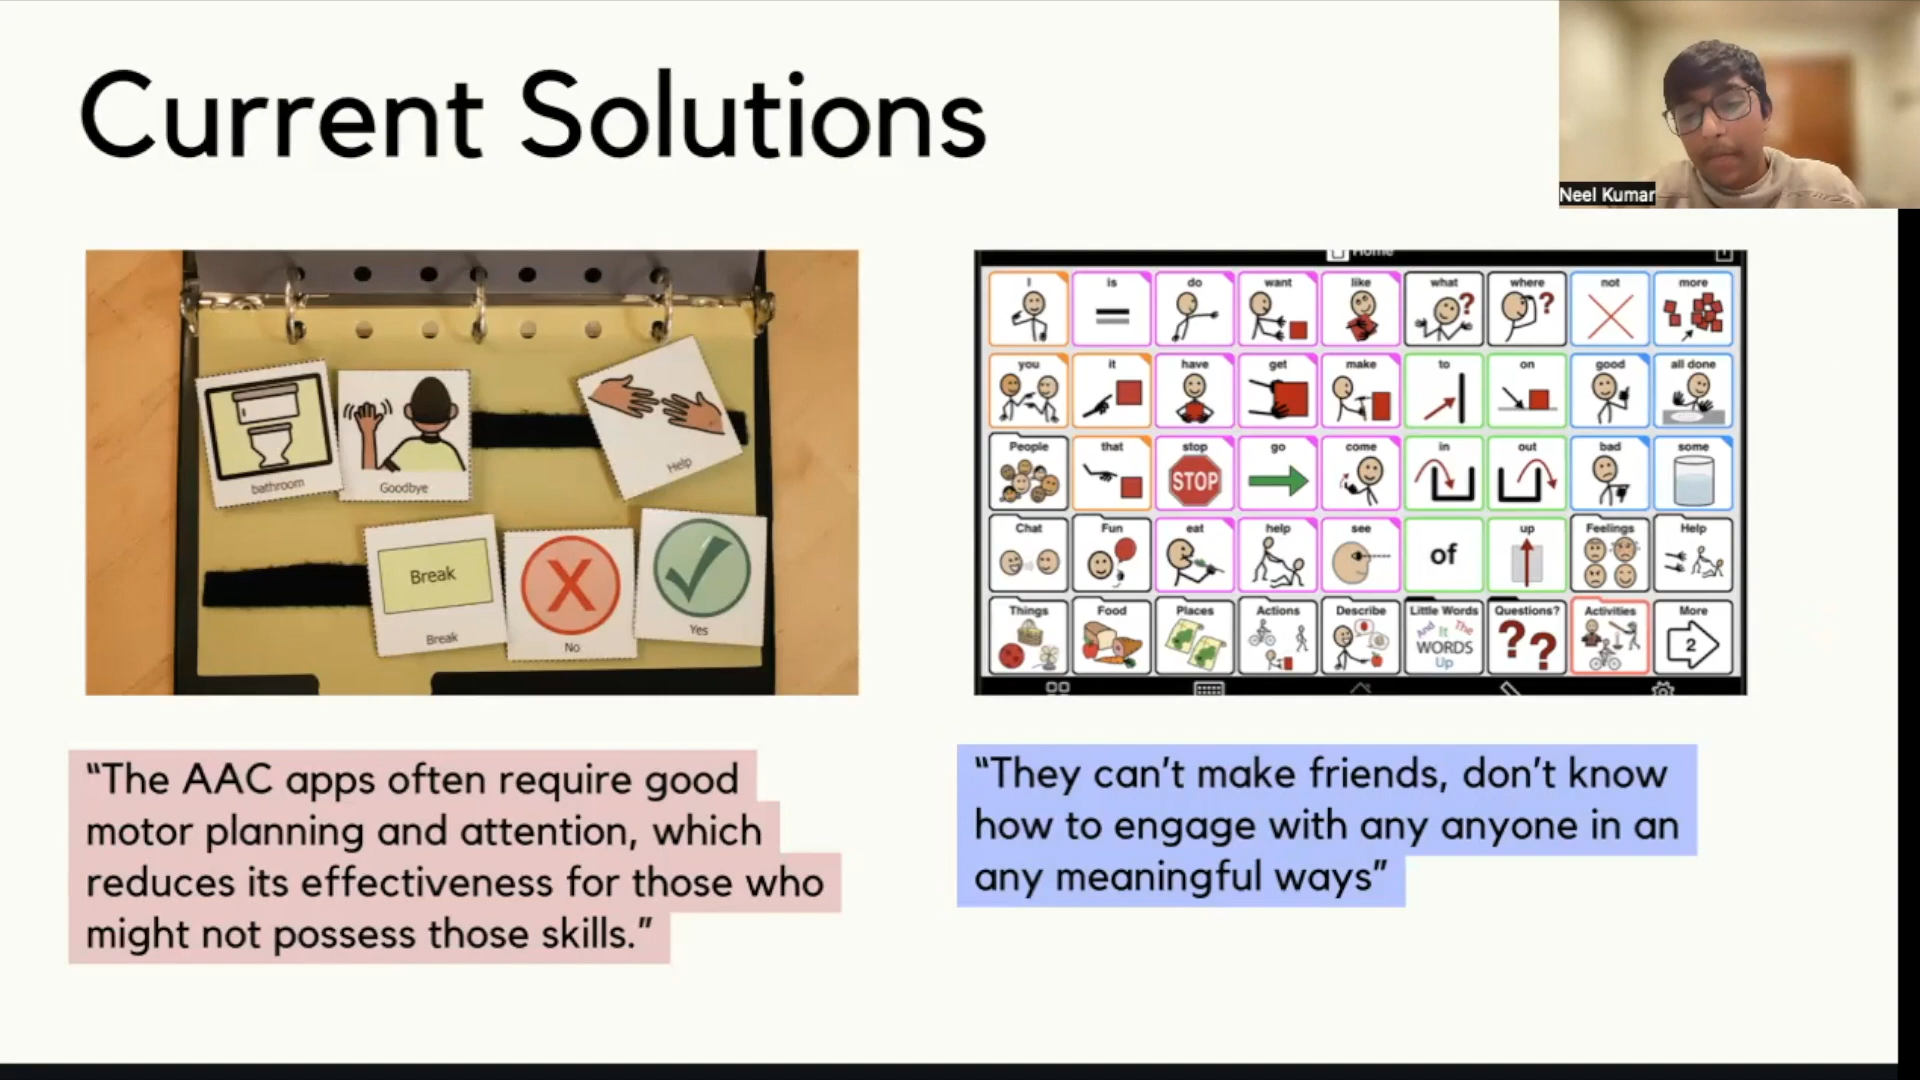 Current Solutions
Neel Kumar
bathroom
Goodbye
Help
Break
Break
No
Yes
Home
I is do want like what where not more
you it have get make to on good all done
People that stop go come in out bad some
STOP
Chat Fun eat help see of up Feelings Help
Things Food Places Actions Describe Little Words Questions? Activities More
And It The
WORDS
Up
?? 
2
“The AAC apps often require good
motor planning and attention, which
reduces its effectiveness for those who
might not possess those skills.”
“They can’t make friends, don’t know
how to engage with any anyone in an
any meaningful ways”